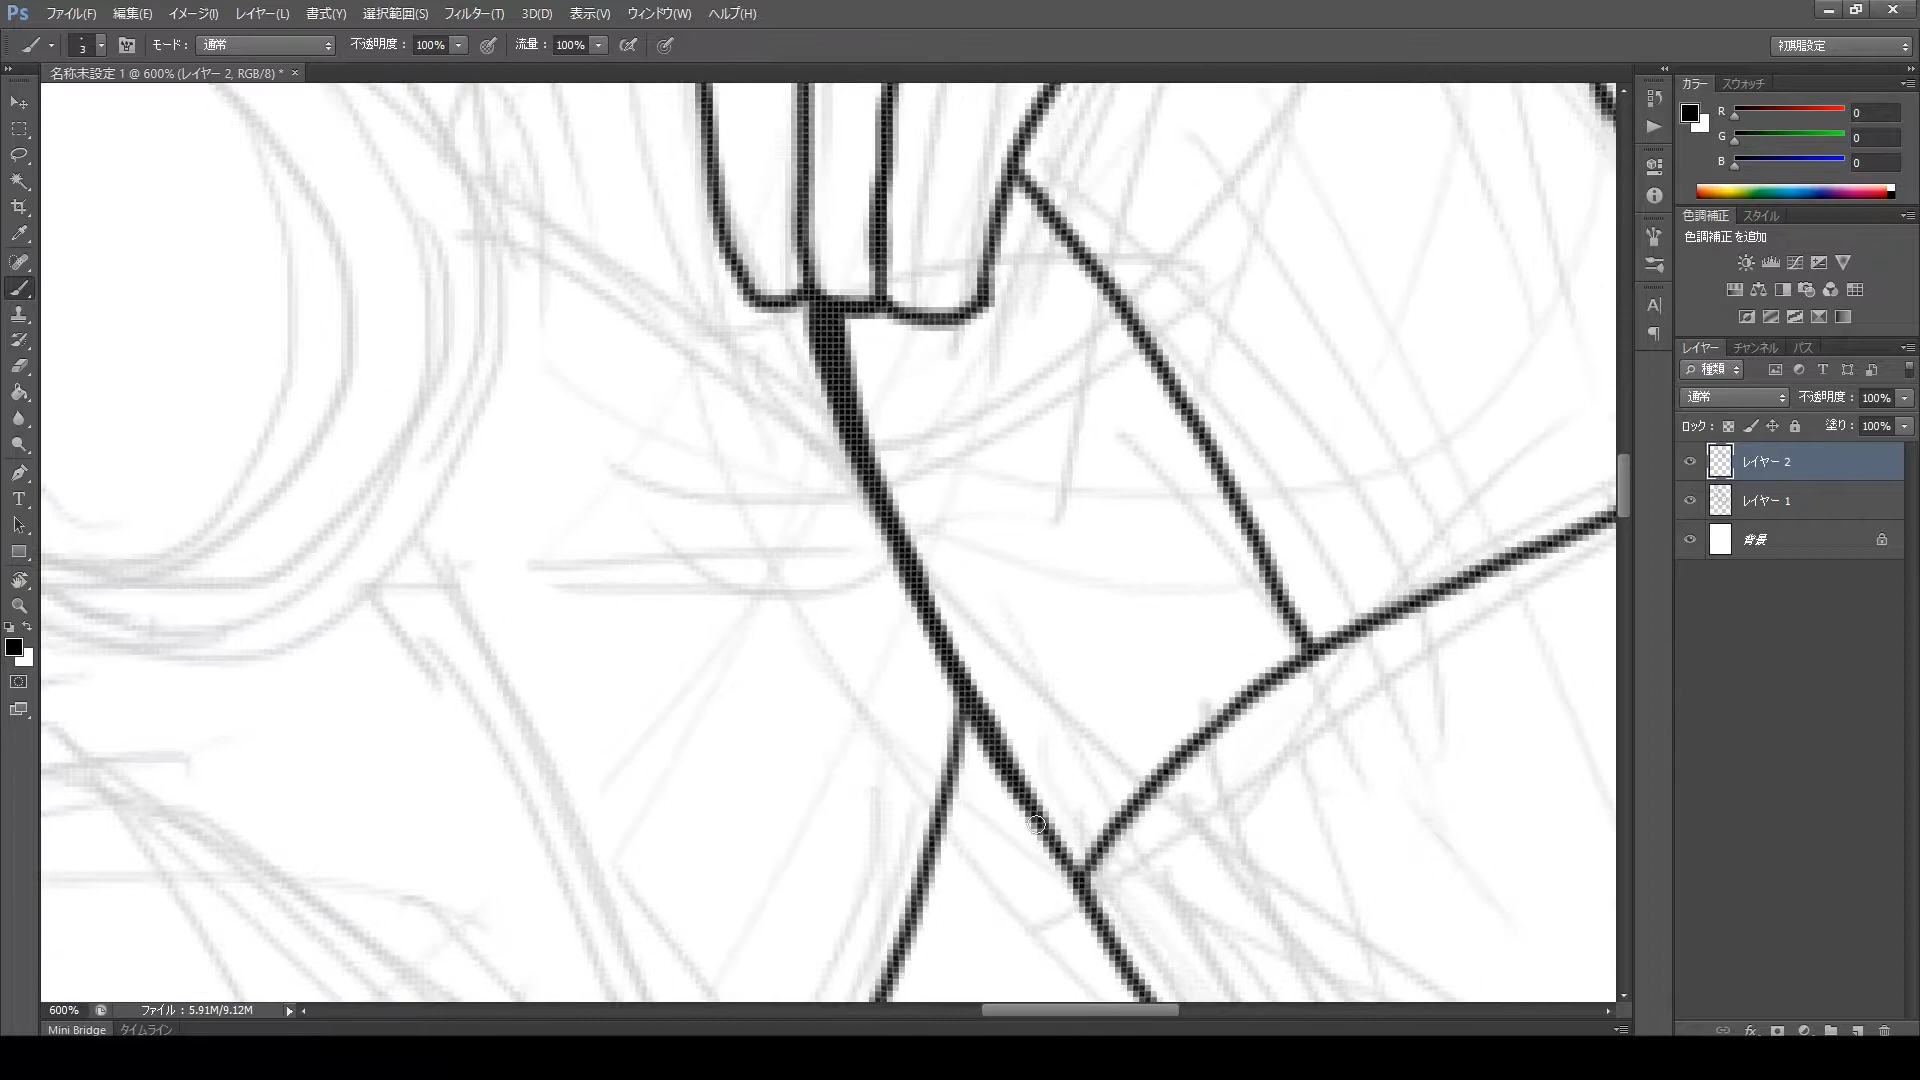 Ps ファイル(F) 編集(E) イメージ(I) レイヤー(L) 書式(Y) 選択範囲(S) フィルター(T) 3D(D) 表示(V) ウィンドウ(W) ヘルプ(H)
3 モード： 通常 不透明度： 100% 流量： 100% 初期設定
名称未設定 1 @ 600% (レイヤー 2, RGB/8) * ×
カラー スウォッチ
R 0
G 0
B 0
色調補正 スタイル
色調補正を追加
レイヤー チャンネル パス
種類
通常 不透明度： 100%
ロック： 塗り： 100%
レイヤー 2
レイヤー 1
背景
600% ファイル：5.91M/9.12M
Mini Bridge タイムライン